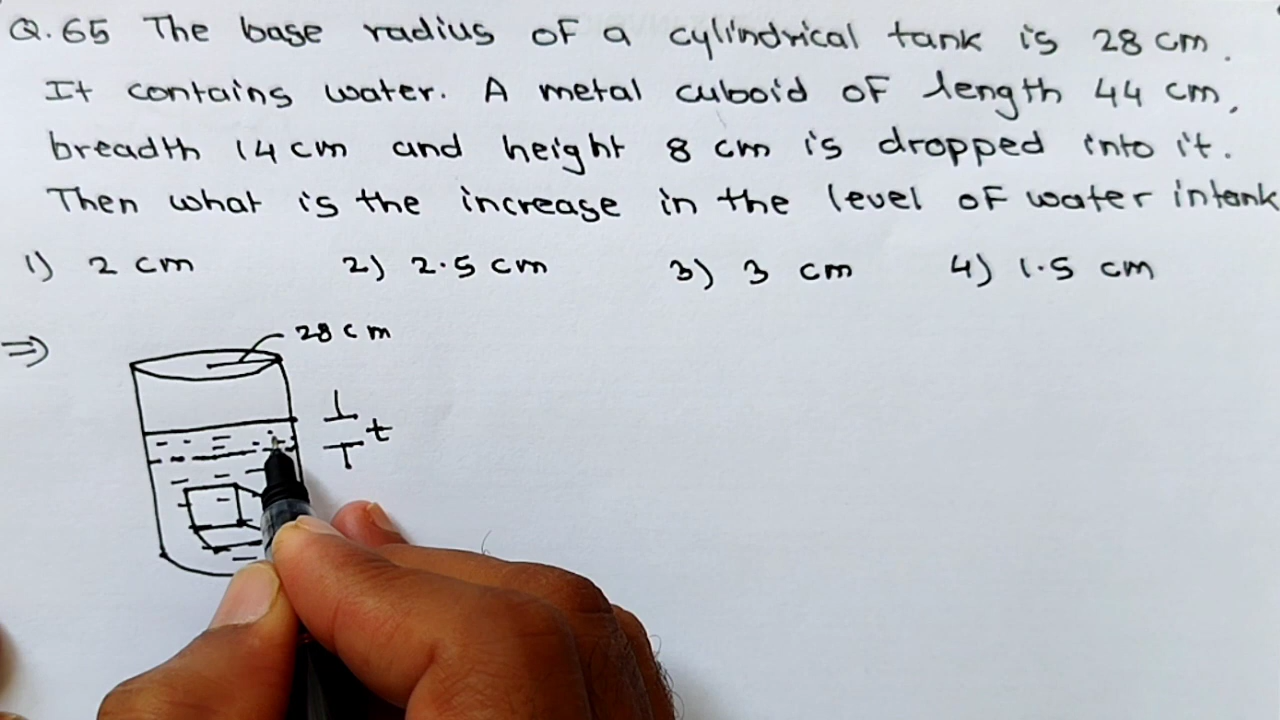 Q.65 The base radius of a cylindrical tank is 28 cm.
It contains water. A metal cuboid of length 44 cm,
breadth 14 cm and height 8 cm is dropped into it.
Then what is the increase in the level of water in tank
1) 2 cm 2) 2.5 cm 3) 3 cm 4) 1.5 cm
⇒ 28 cm
t